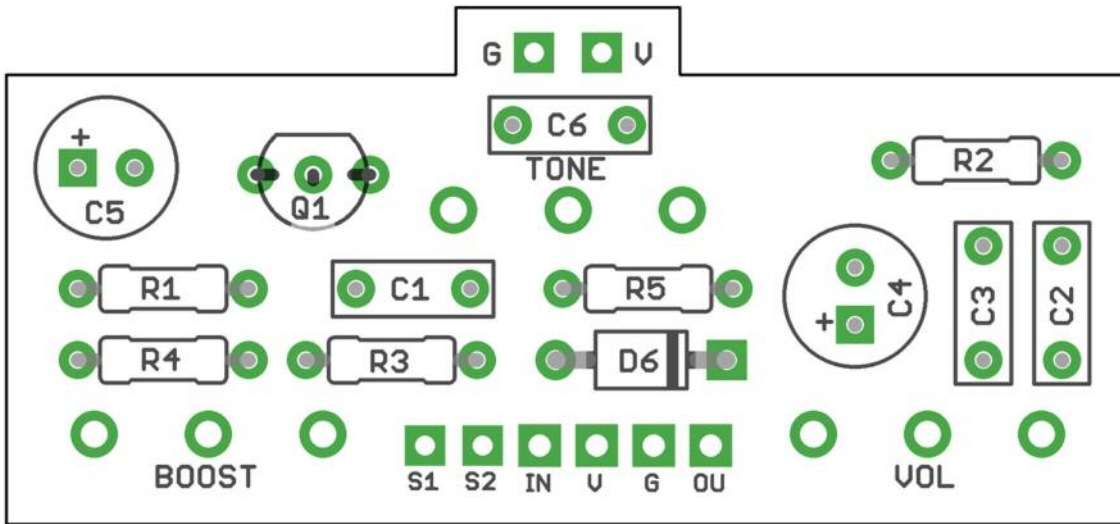 G V
+ C6
TONE
R2
C5 Q1
R1 C1 R5 C4 C3 C2
+
R4 R3 D6
BOOST S1 S2 IN V G OU VOL